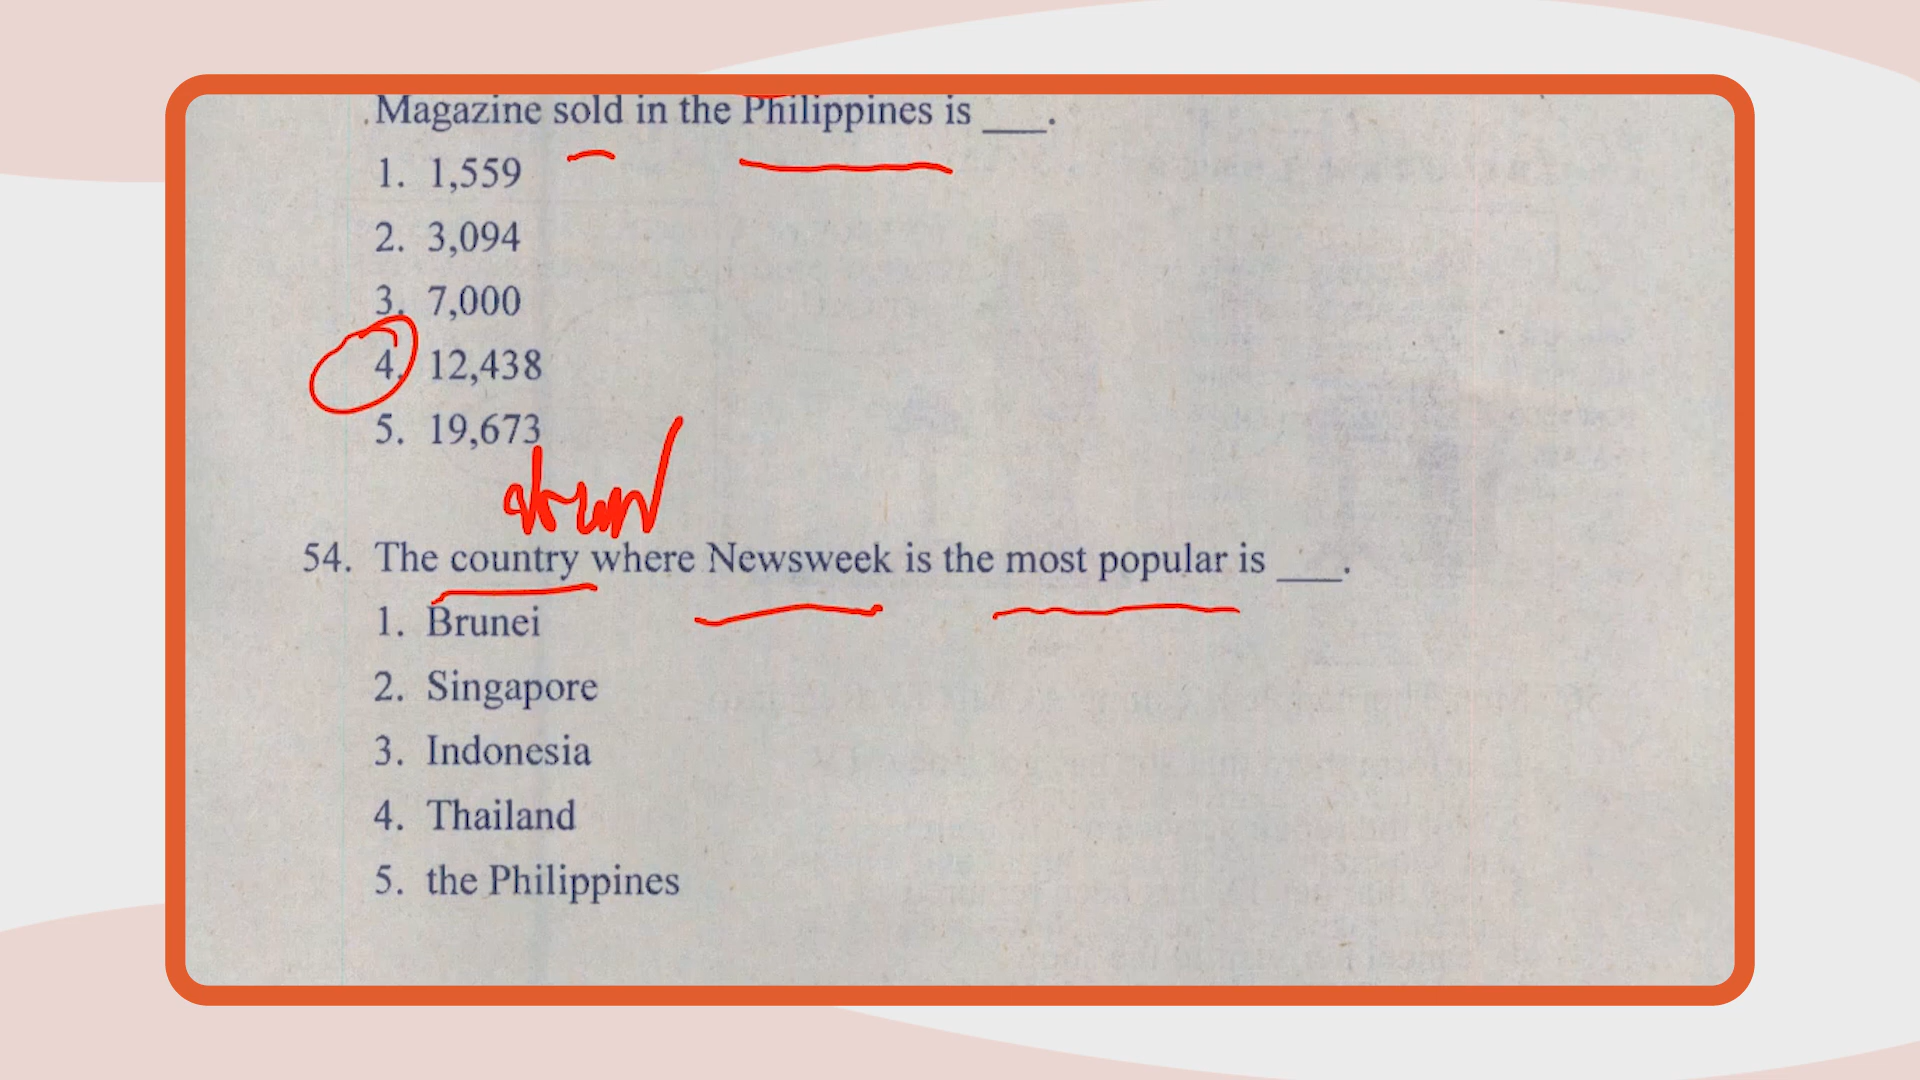 Magazine sold in the Philippines is ___.
1. 1,559
2. 3,094
3. 7,000
4. 12,438
5. 19,673
54. The country where Newsweek is the most popular is ___.
1. Brunei
2. Singapore
3. Indonesia
4. Thailand
5. the Philippines